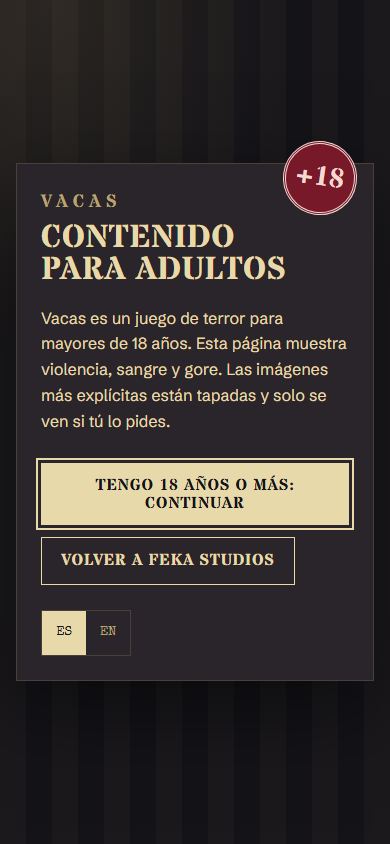 +18
VACAS
CONTENIDO
PARA ADULTOS
Vacas es un juego de terror para
mayores de 18 años. Esta página muestra
violencia, sangre y gore. Las imágenes
más explícitas están tapadas y solo se
ven si tú lo pides.
TENGO 18 AÑOS O MÁS:
CONTINUAR
VOLVER A FEKA STUDIOS
ES EN